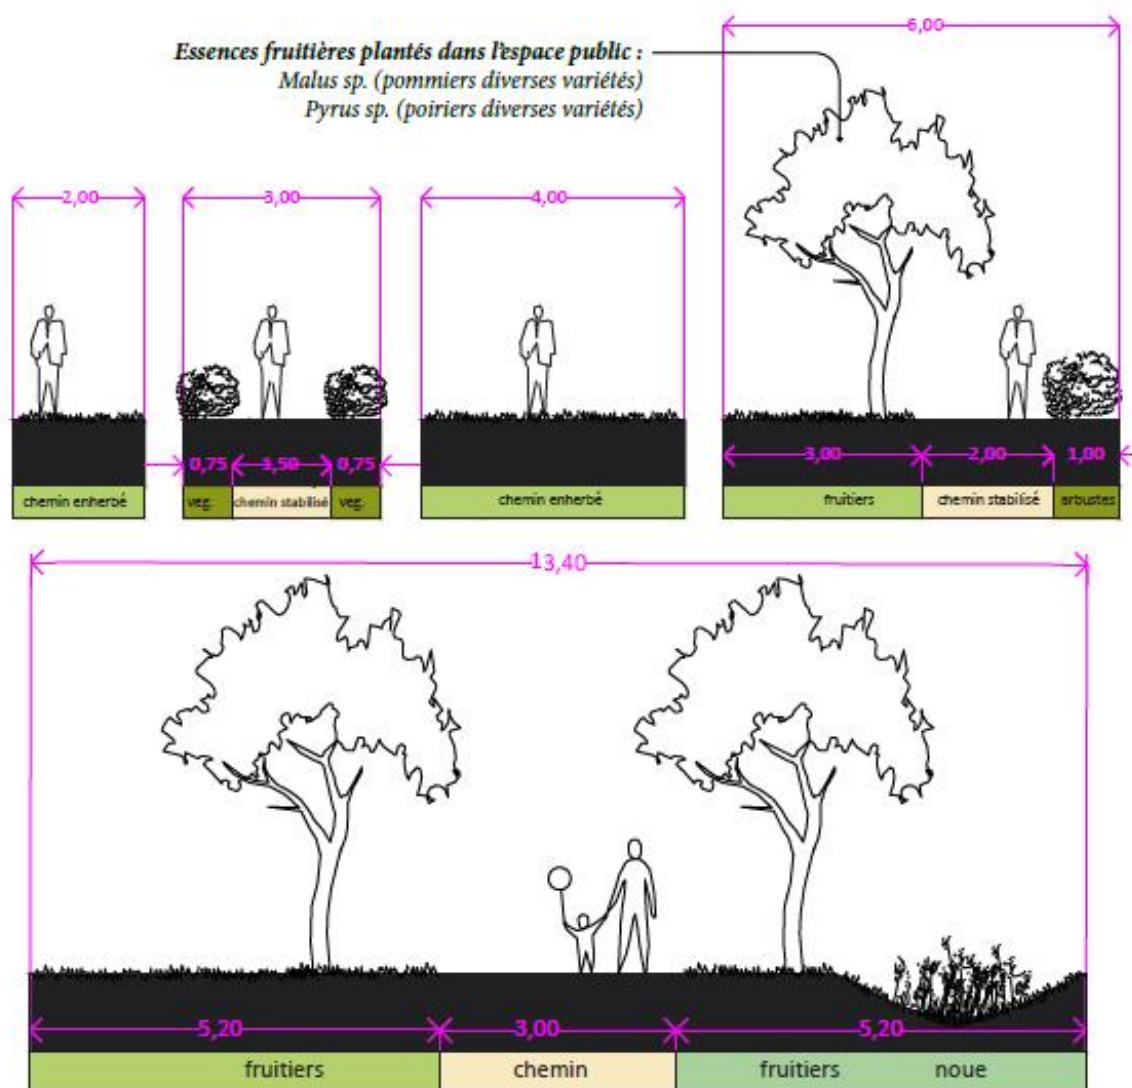 Essences fruitières plantés dans l'espace public :
Malus sp. (pommiers diverses variétés)
Pyrus sp. (poiriers diverses variétés)
6,00
2,00
3,00
4,00
0,75 1,50 0,75
3,00 2,00 1,00
chemin enherbé
veg. chemin stabilisé veg.
chemin enherbé
fruitiers chemin stabilisé arbustes
13,40
5,20 3,00 5,20
fruitiers chemin fruitiers noue